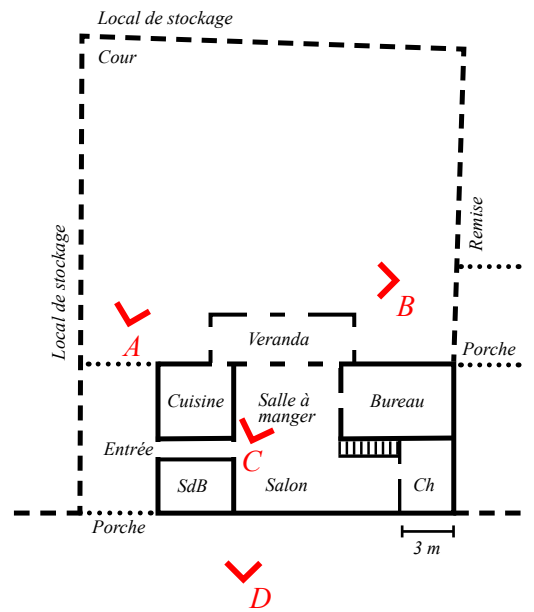 Local de stockage
Cour
Local de stockage
Remise
B
A
Veranda
Porche
Cuisine
Salle à
manger
Bureau
Entrée
C
SdB
Salon
Ch
Porche
3 m
D